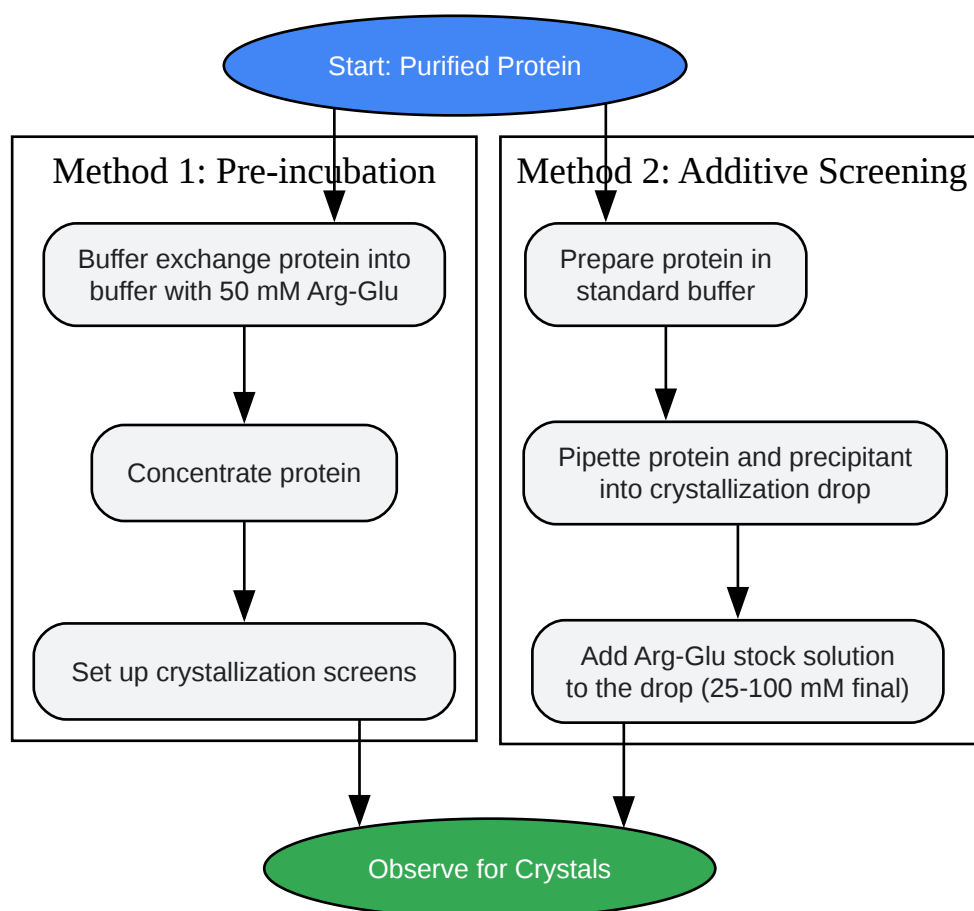 Start: Purified Protein
Method 1: Pre-incubation
Buffer exchange protein into
buffer with 50 mM Arg-Glu
Concentrate protein
Set up crystallization screens
Method 2: Additive Screening
Prepare protein in
standard buffer
Pipette protein and precipitant
into crystallization drop
Add Arg-Glu stock solution
to the drop (25-100 mM final)
Observe for Crystals